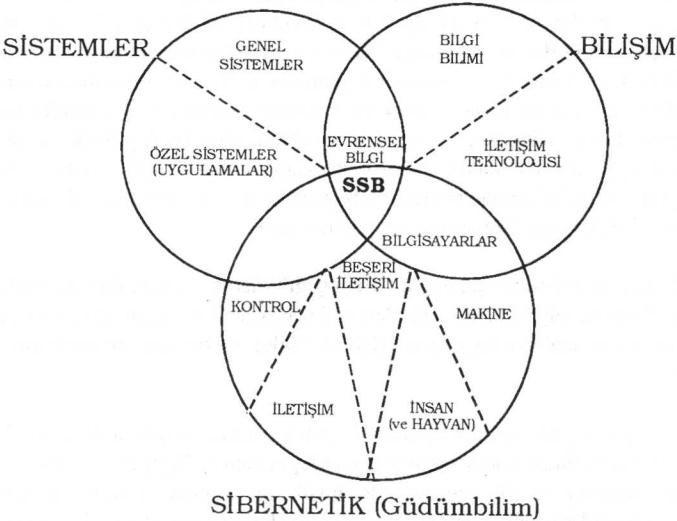 SİSTEMLER
GENEL
SİSTEMLER
BİLGİ
BİLİMİ
BİLİŞİM
ÖZEL SİSTEMLER
(UYGULAMALAR)
EVRENSEL
BİLGİ
İLETİŞİM
TEKNOLOJİSİ
SSB
BİLGİSAYARLAR
BEŞERİ
İLETİŞİM
KONTROL
MAKİNE
İLETİŞİM
İNSAN
(ve HAYVAN)
SİBERNETİK (Güdümbilim)